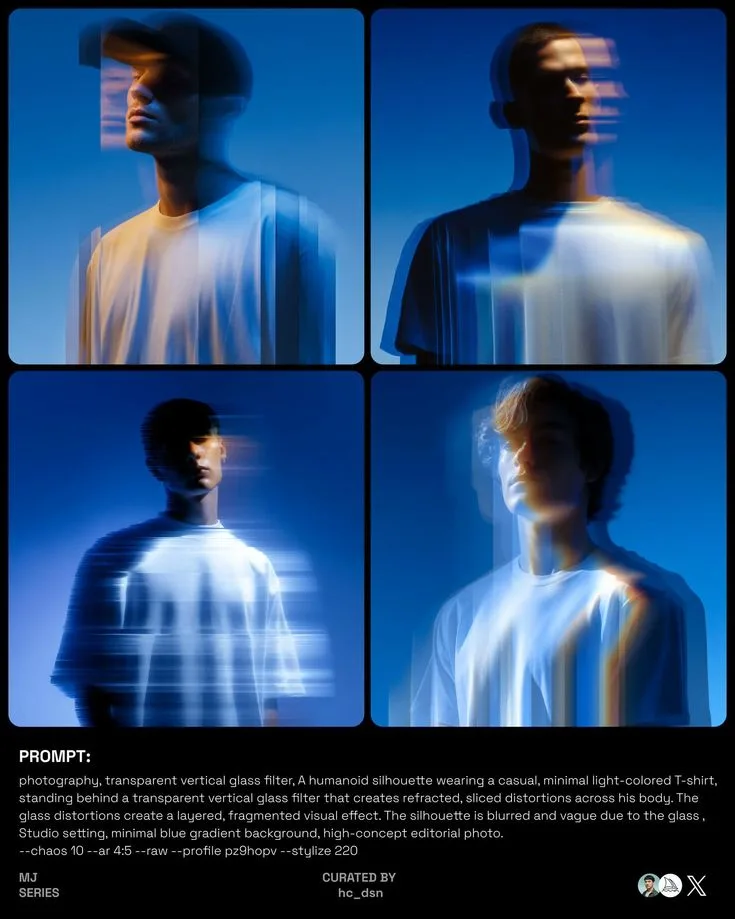 PROMPT:
photography, transparent vertical glass filter, A humanoid silhouette wearing a casual, minimal light-colored T-shirt,
standing behind a transparent vertical glass filter that creates refracted, sliced distortions across his body. The
glass distortions create a layered, fragmented visual effect. The silhouette is blurred and vague due to the glass ,
Studio setting, minimal blue gradient background, high-concept editorial photo.
--chaos 10 --ar 4:5 --raw --profile pz9hopv --stylize 220
MJ
SERIES
CURATED BY
hc_dsn